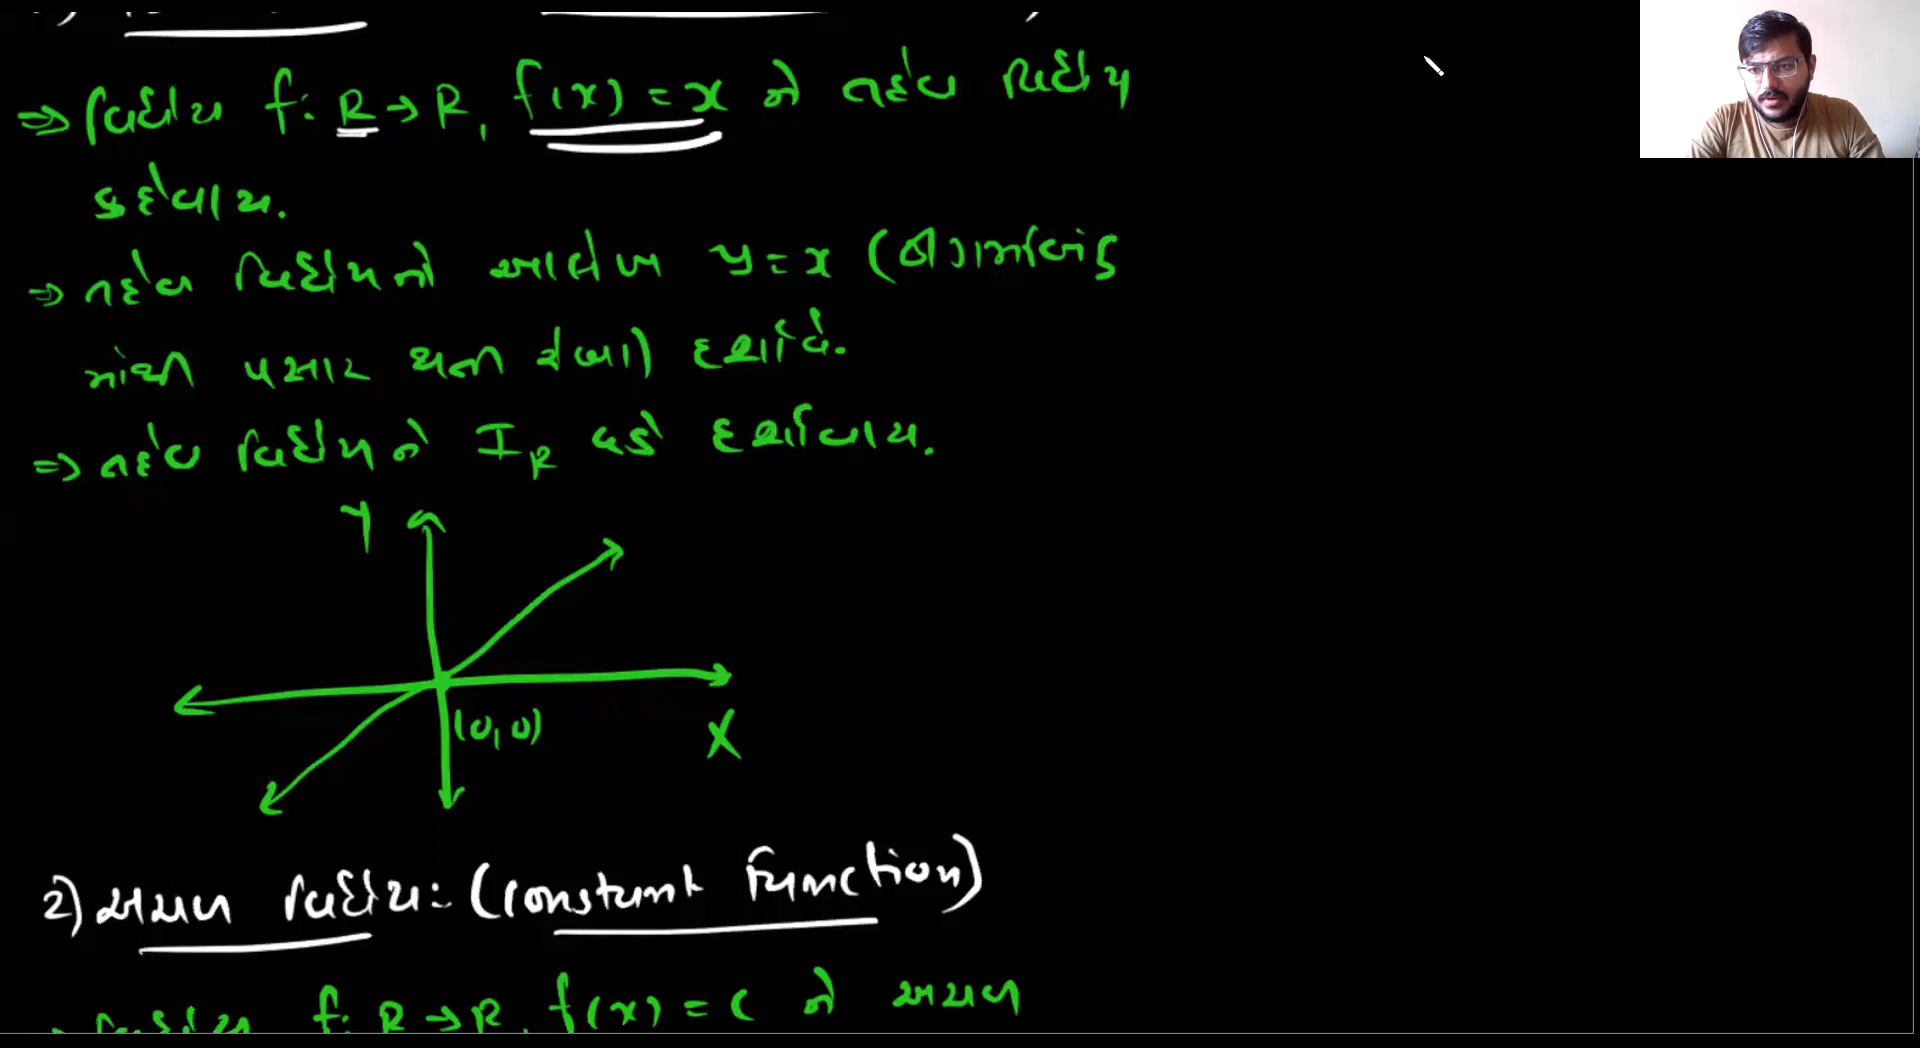 ⇒ વિધેય f: R → R, f(x) = x ને તદેવ વિધેય
કહેવાય.
⇒ તદેવ વિધેયનો આલેખ y = x (ઊગમબિંદુ
માંથી પસાર થતી રેખા) દર્શાવે.
⇒ તદેવ વિધેય ને I_R વડે દર્શાવાય.
Y
(0, 0)
X
2) અચળ વિધેય:- (Constant Function)
વિધેય f: R → R, f(x) = C ને અચળ